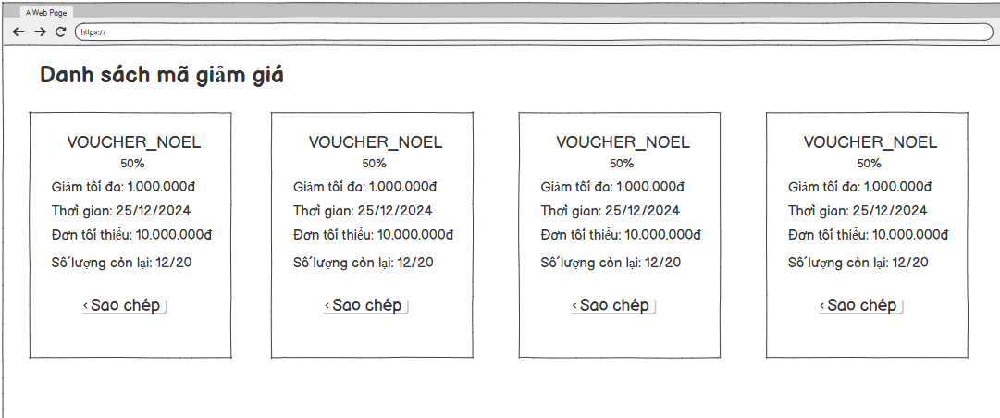 A Web Page
https://
Danh sách mã giảm giá
VOUCHER_NOEL
50%
Giảm tối đa: 1.000.000đ
Thơì gian: 25/12/2024
Đơn tối thiểu: 10.000.000đ
Số lượng còn lại: 12/20
< Sao chép
VOUCHER_NOEL
50%
Giảm tối đa: 1.000.000đ
Thơì gian: 25/12/2024
Đơn tối thiểu: 10.000.000đ
Số lượng còn lại: 12/20
< Sao chép
VOUCHER_NOEL
50%
Giảm tối đa: 1.000.000đ
Thơì gian: 25/12/2024
Đơn tối thiểu: 10.000.000đ
Số lượng còn lại: 12/20
< Sao chép
VOUCHER_NOEL
50%
Giảm tối đa: 1.000.000đ
Thơì gian: 25/12/2024
Đơn tối thiểu: 10.000.000đ
Số lượng còn lại: 12/20
< Sao chép